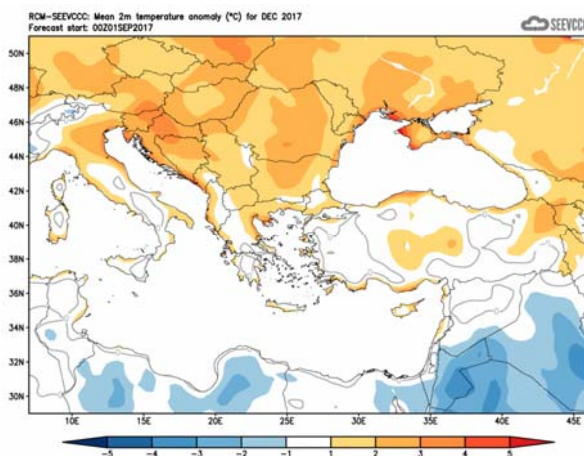 RCM-SEEVCCC: Mean 2m temperature anomaly (°C) for DEC 2017
Forecast start: 00Z01SEP2017
SEEVCCC
50N
48N
46N
44N
42N
40N
38N
36N
34N
32N
30N
10E 15E 20E 25E 30E 35E 40E 45E
-5 -4 -3 -2 -1 1 2 3 4 5